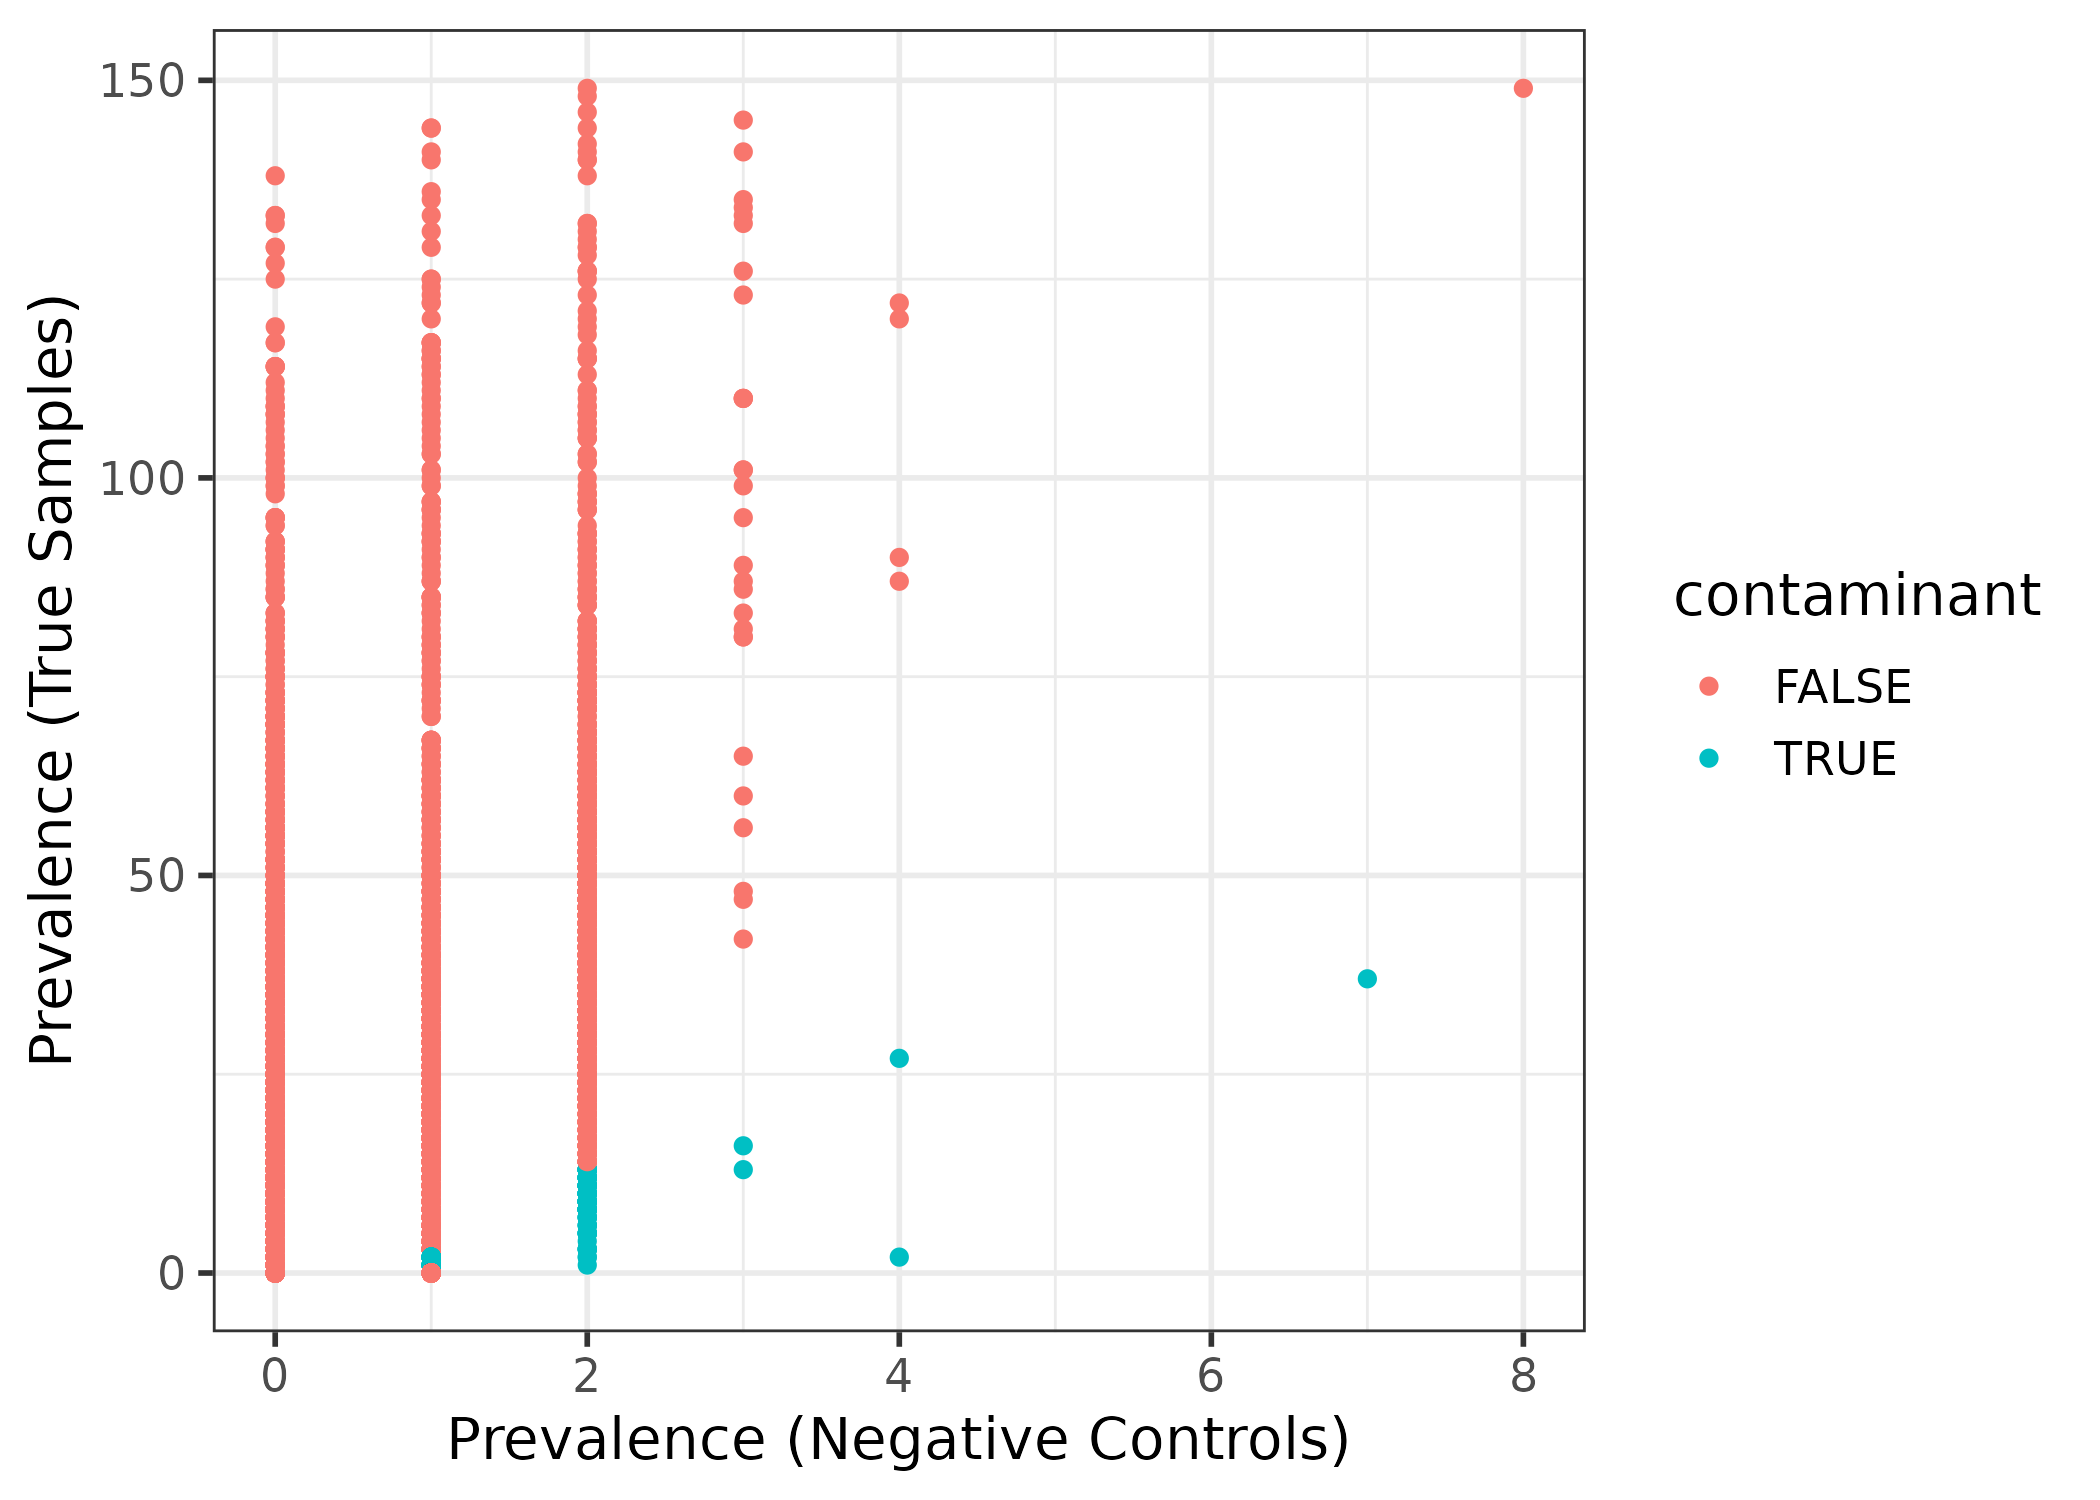 Prevalence (True Samples)
150
100
50
0
0 2 4 6 8
Prevalence (Negative Controls)
contaminant
FALSE
TRUE